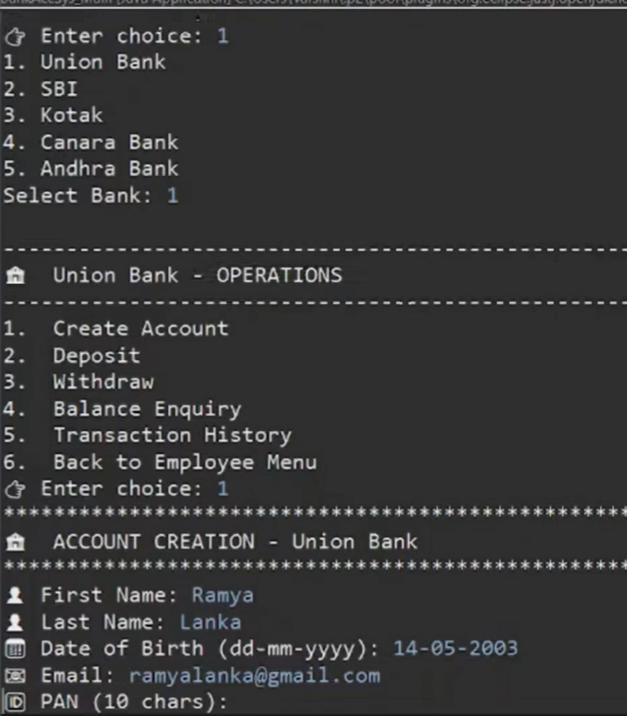 👉 Enter choice: 1
1. Union Bank
2. SBI
3. Kotak
4. Canara Bank
5. Andhra Bank
Select Bank: 1
--------------------------------------------------
🏦 Union Bank - OPERATIONS
--------------------------------------------------
1. Create Account
2. Deposit
3. Withdraw
4. Balance Enquiry
5. Transaction History
6. Back to Employee Menu
👉 Enter choice: 1
**************************************************
🏦 ACCOUNT CREATION - Union Bank
**************************************************
👤 First Name: Ramya
👤 Last Name: Lanka
📅 Date of Birth (dd-mm-yyyy): 14-05-2003
📧 Email: ramyalanka@gmail.com
🆔 PAN (10 chars):